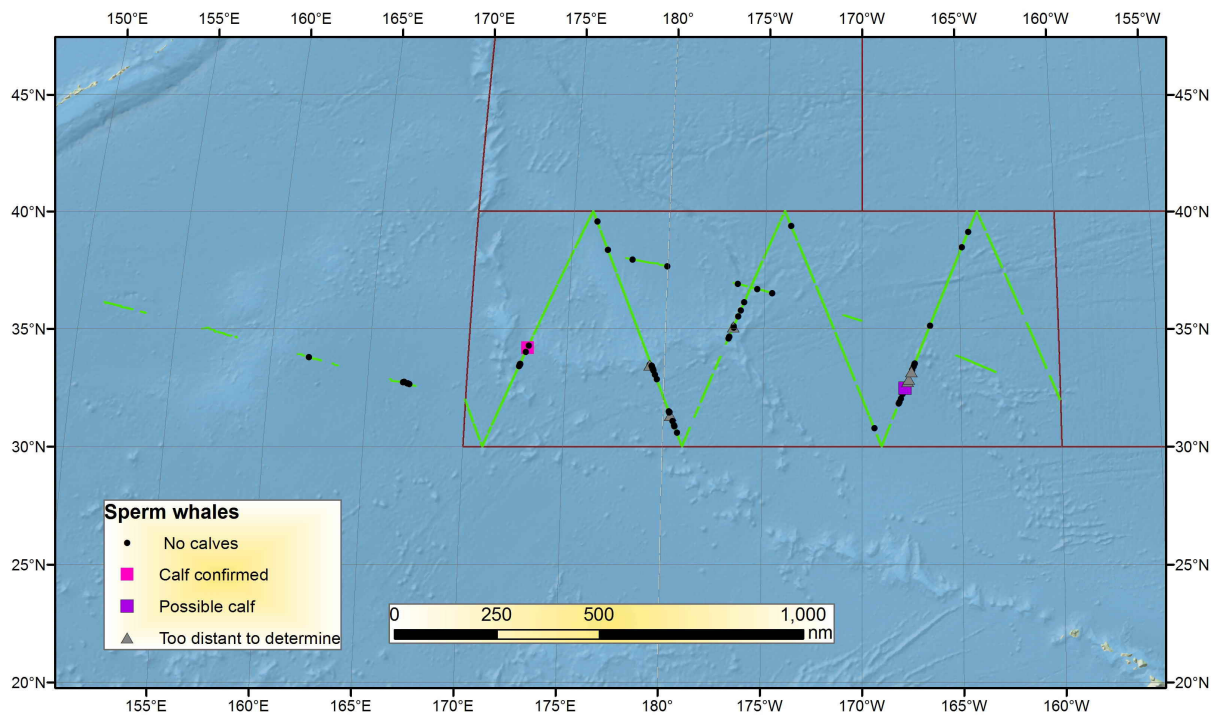 150°E 155°E 160°E 165°E 170°E 175°E 180° 175°W 170°W 165°W 160°W 155°W
45°N 45°N
40°N 40°N
35°N 35°N
30°N 30°N
25°N 25°N
20°N 20°N
Sperm whales
No calves
Calf confirmed
Possible calf
Too distant to determine
0 250 500 1,000
nm
155°E 160°E 165°E 170°E 175°E 180° 175°W 170°W 165°W 160°W